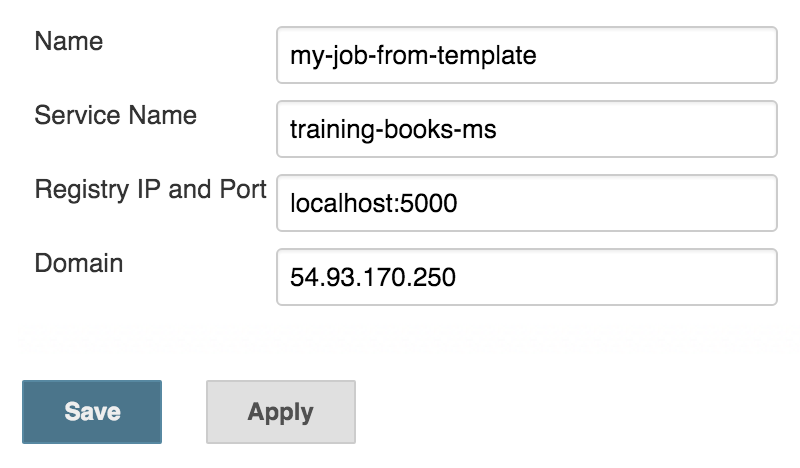 Name my-job-from-template
Service Name training-books-ms
Registry IP and Port localhost:5000
Domain 54.93.170.250
Save Apply